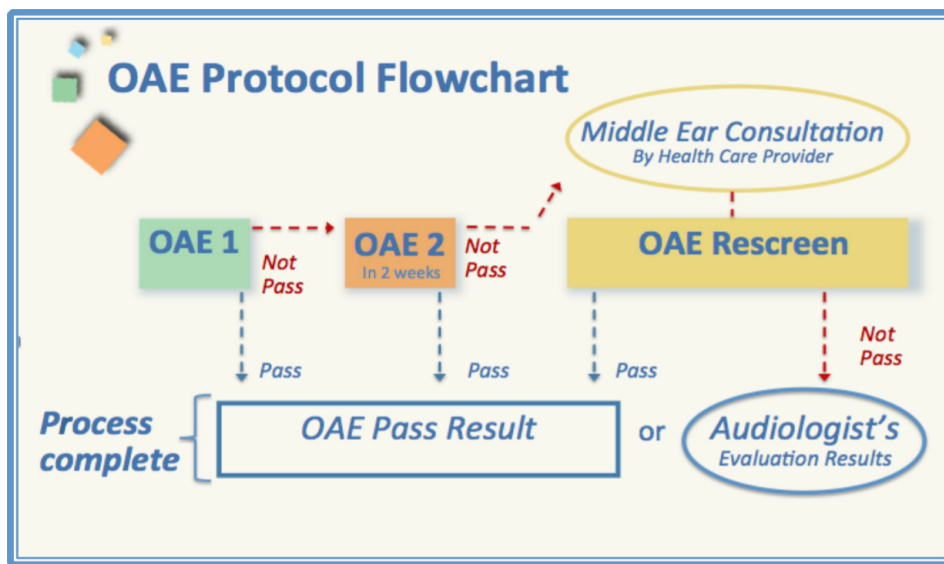 OAE Protocol Flowchart
Middle Ear Consultation
By Health Care Provider
OAE 1
Not
Pass
OAE 2
In 2 weeks
Not
Pass
OAE Rescreen
Not
Pass
Pass
Pass
Pass
Process
complete
OAE Pass Result
or
Audiologist's
Evaluation Results